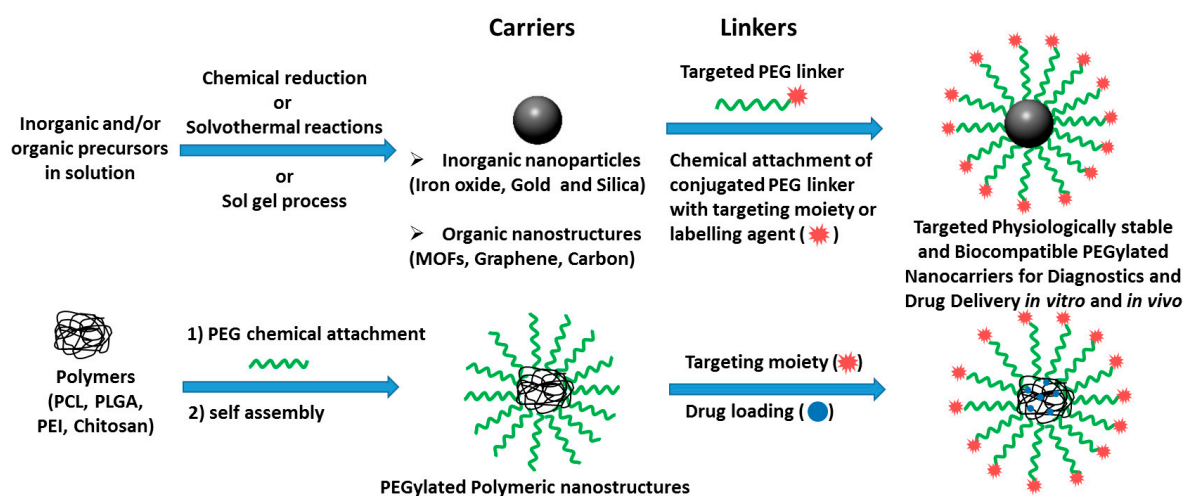 Carriers
Linkers
Inorganic and/or
organic precursors
in solution
Chemical reduction
or
Solvothermal reactions
or
Sol gel process
➢ Inorganic nanoparticles
(Iron oxide, Gold and Silica)
➢ Organic nanostructures
(MOFs, Graphene, Carbon)
Targeted PEG linker
Chemical attachment of
conjugated PEG linker
with targeting moiety or
labelling agent ( )
Targeted Physiologically stable
and Biocompatible PEGylated
Nanocarriers for Diagnostics and
Drug Delivery in vitro and in vivo
Polymers
(PCL, PLGA,
PEI, Chitosan)
1) PEG chemical attachment
2) self assembly
PEGylated Polymeric nanostructures
Targeting moiety ( )
Drug loading ( )